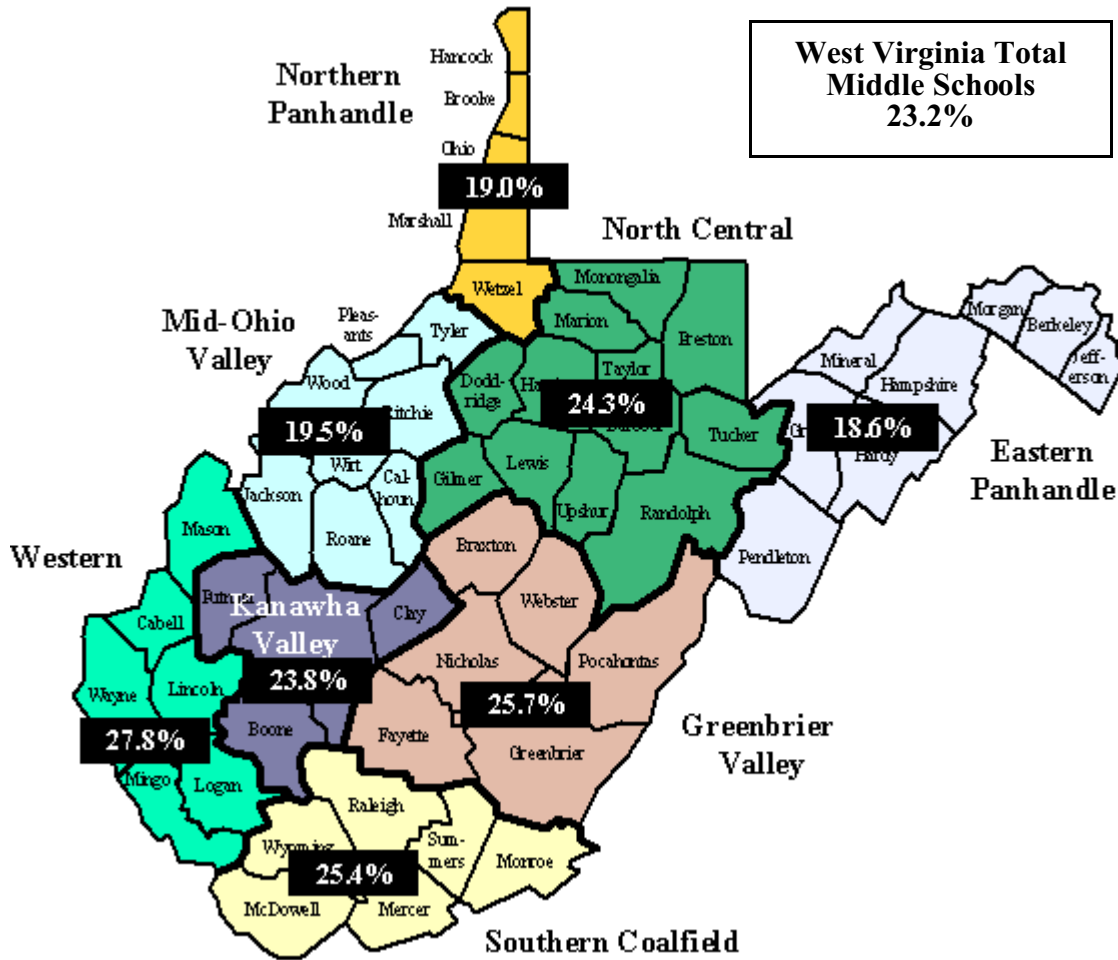 West Virginia Total
Middle Schools
23.2%
Northern
Panhandle
Hancock
Brooke
Ohio
19.0%
Marshall
Wetzel
North Central
Monongalia
Marion
Preston
Taylor
Dodd-
ridge
24.3%
Tucker
Lewis
Gilmer
Upshur
Randolph
Mid-Ohio
Valley
Pleas-
ants
Tyler
Wood
Ritchie
19.5%
Wirt
Cal-
houn
Jackson
Roane
Morgan
Berkeley
Jeff-
erson
Mineral
Hampshire
18.6%
Hardy
Pendleton
Eastern
Panhandle
Western
Mason
Cabell
Wayne
Lincoln
27.8%
Mingo
Logan
Putnam
Kanawha
Valley
Clay
23.8%
Boone
Braxton
Webster
Nicholas
Pocahontas
25.7%
Fayette
Greenbrier
Greenbrier
Valley
Raleigh
Wyoming
Sum-
mers
Monroe
25.4%
McDowell
Mercer
Southern Coalfield